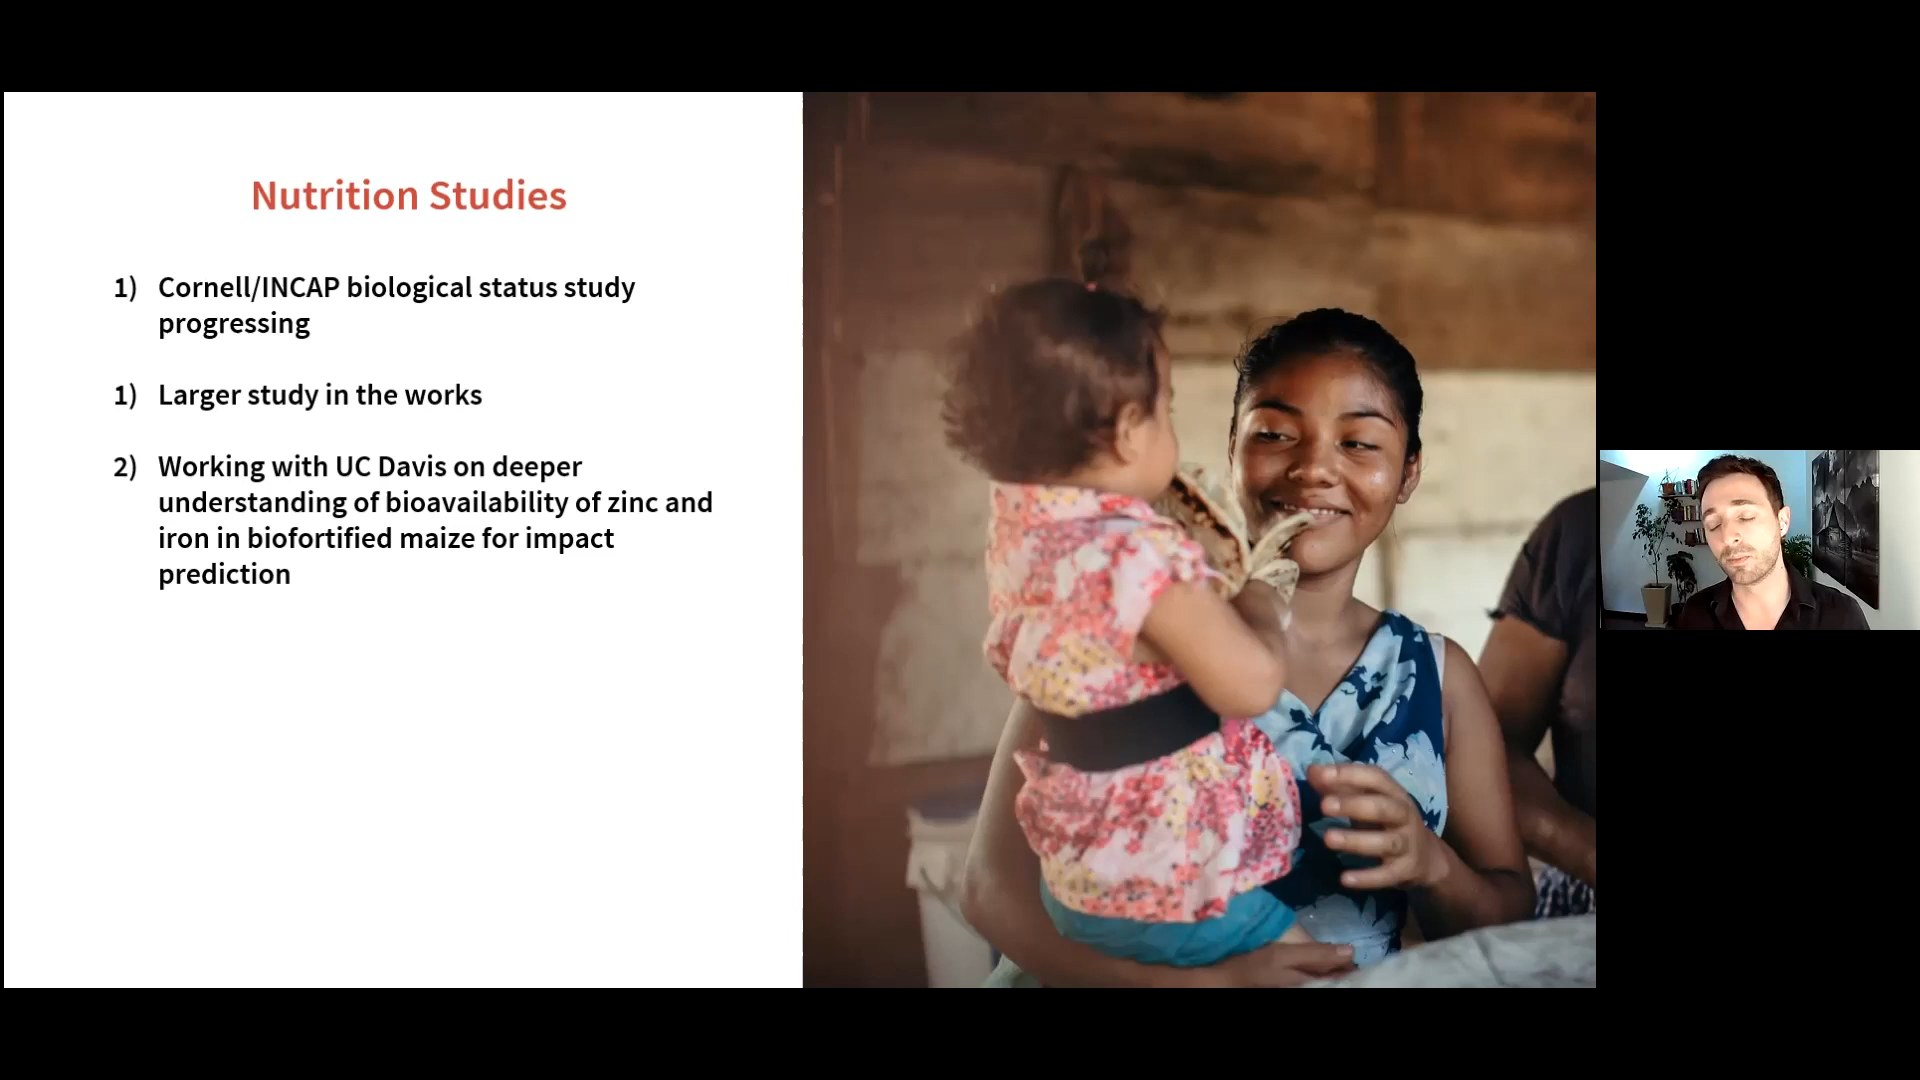 Nutrition Studies
1) Cornell/INCAP biological status study
progressing
1) Larger study in the works
2) Working with UC Davis on deeper
understanding of bioavailability of zinc and
iron in biofortified maize for impact
prediction